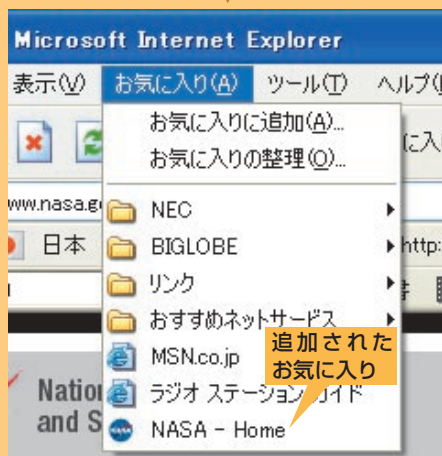 Microsoft Internet Explorer
表示(V) お気に入り(A) ツール(T) ヘルプ(
お気に入りに追加(A)...
に入
お気に入りの整理(O)...
ww.nasa.g
NEC
日本
BIGLOBE
http:
リンク
おすすめネットサービス
追加された
お気に入り
MSN.co.jp
ラジオ ステーション ガイド
Natio
and S
NASA - Home